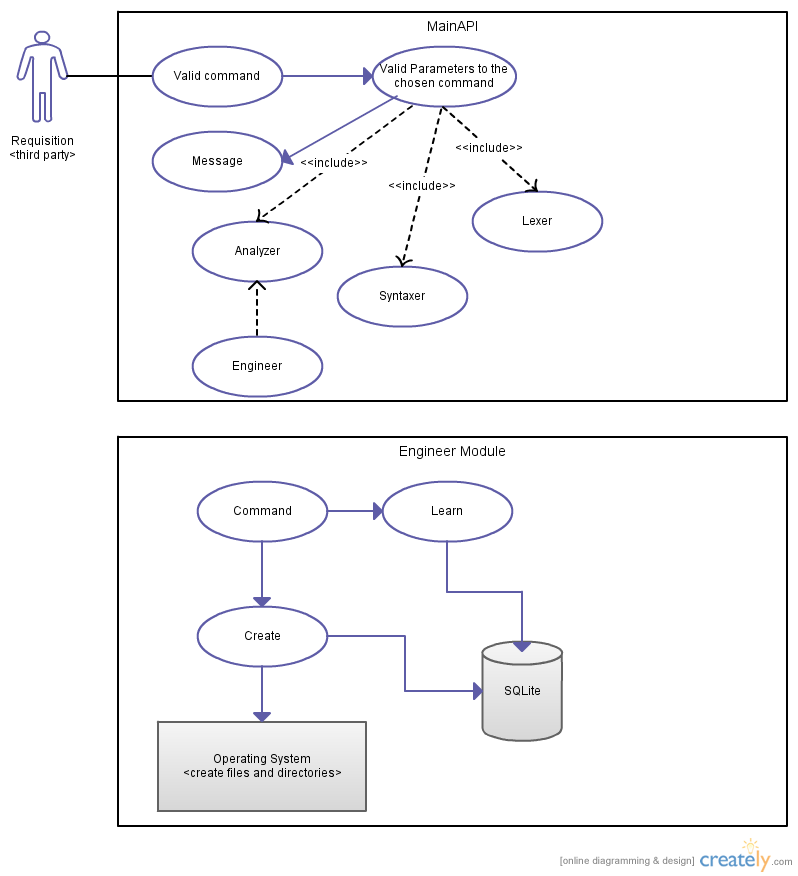 MainAPI
Requisition
<third party>
Valid command
Valid Parameters to the
chosen command
Message
<<include>>
<<include>>
<<include>>
Analyzer
Lexer
Syntaxer
Engineer
Engineer Module
Command
Learn
Create
SQLite
Operating System
<create files and directories>
[online diagramming & design] creately.com